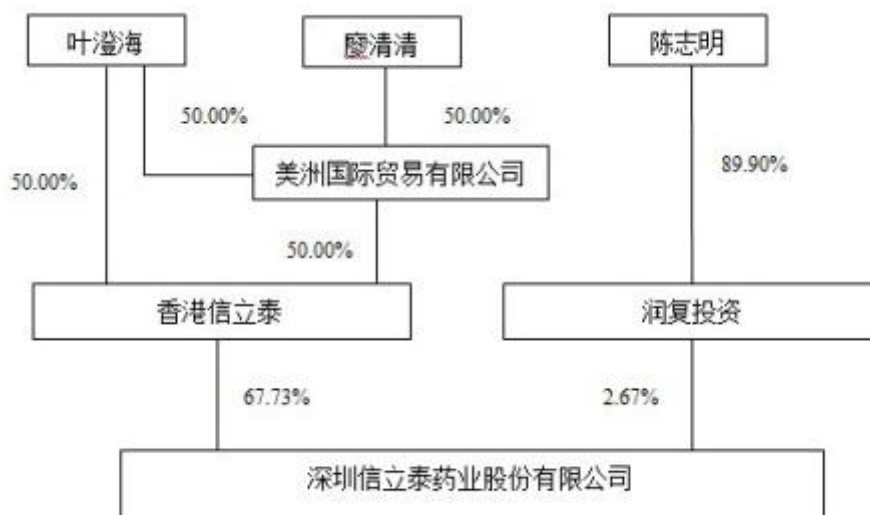 叶澄海
廖清清
陈志明
50.00%
50.00%
50.00%
89.90%
美洲国际贸易有限公司
50.00%
香港信立泰
润复投资
67.73%
2.67%
深圳信立泰药业股份有限公司